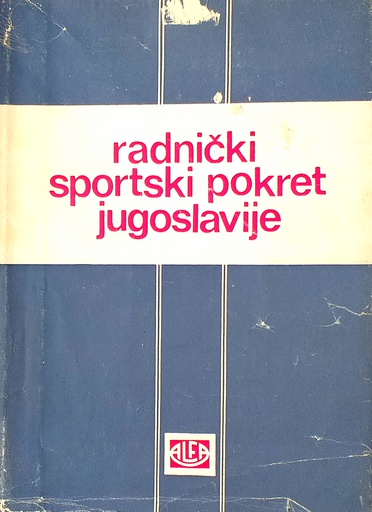 radnički
sportski pokret
jugoslavije
ALFA